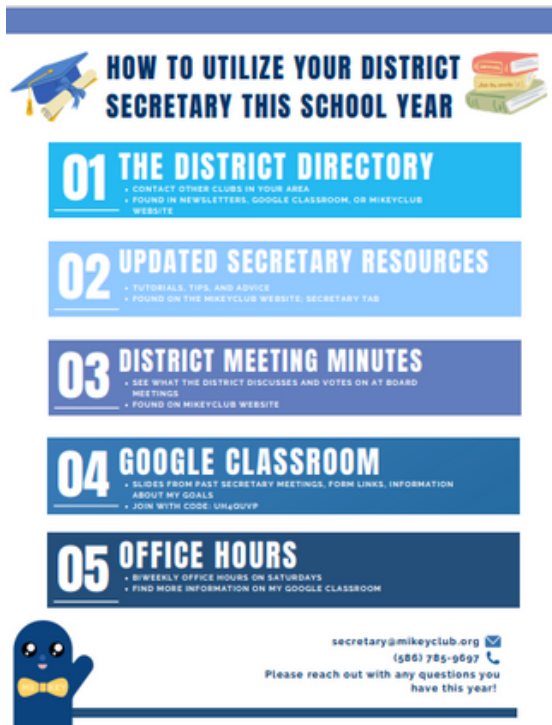 HOW TO UTILIZE YOUR DISTRICT
SECRETARY THIS SCHOOL YEAR
01
THE DISTRICT DIRECTORY
• CONTACT OTHER CLUBS IN YOUR AREA
• FOUND IN NEWSLETTERS, GOOGLE CLASSROOM, OR MIKEYCLUB
WEBSITE
02
UPDATED SECRETARY RESOURCES
• TUTORIALS, TIPS, AND ADVICE
• FOUND ON THE MIKEYCLUB WEBSITE; SECRETARY TAB
03
DISTRICT MEETING MINUTES
• SEE WHAT THE DISTRICT DISCUSSES AND VOTES ON AT BOARD
MEETINGS
• FOUND ON MIKEYCLUB WEBSITE
04
GOOGLE CLASSROOM
• SLIDES FROM PAST SECRETARY MEETINGS, FORM LINKS, INFORMATION
ABOUT MY GOALS
• JOIN WITH CODE: UH4OUVP
05
OFFICE HOURS
• BIWEEKLY OFFICE HOURS ON SATURDAYS
• FIND MORE INFORMATION ON MY GOOGLE CLASSROOM
secretary@mikeyclub.org
(586) 785-9697
Please reach out with any questions you
have this year!